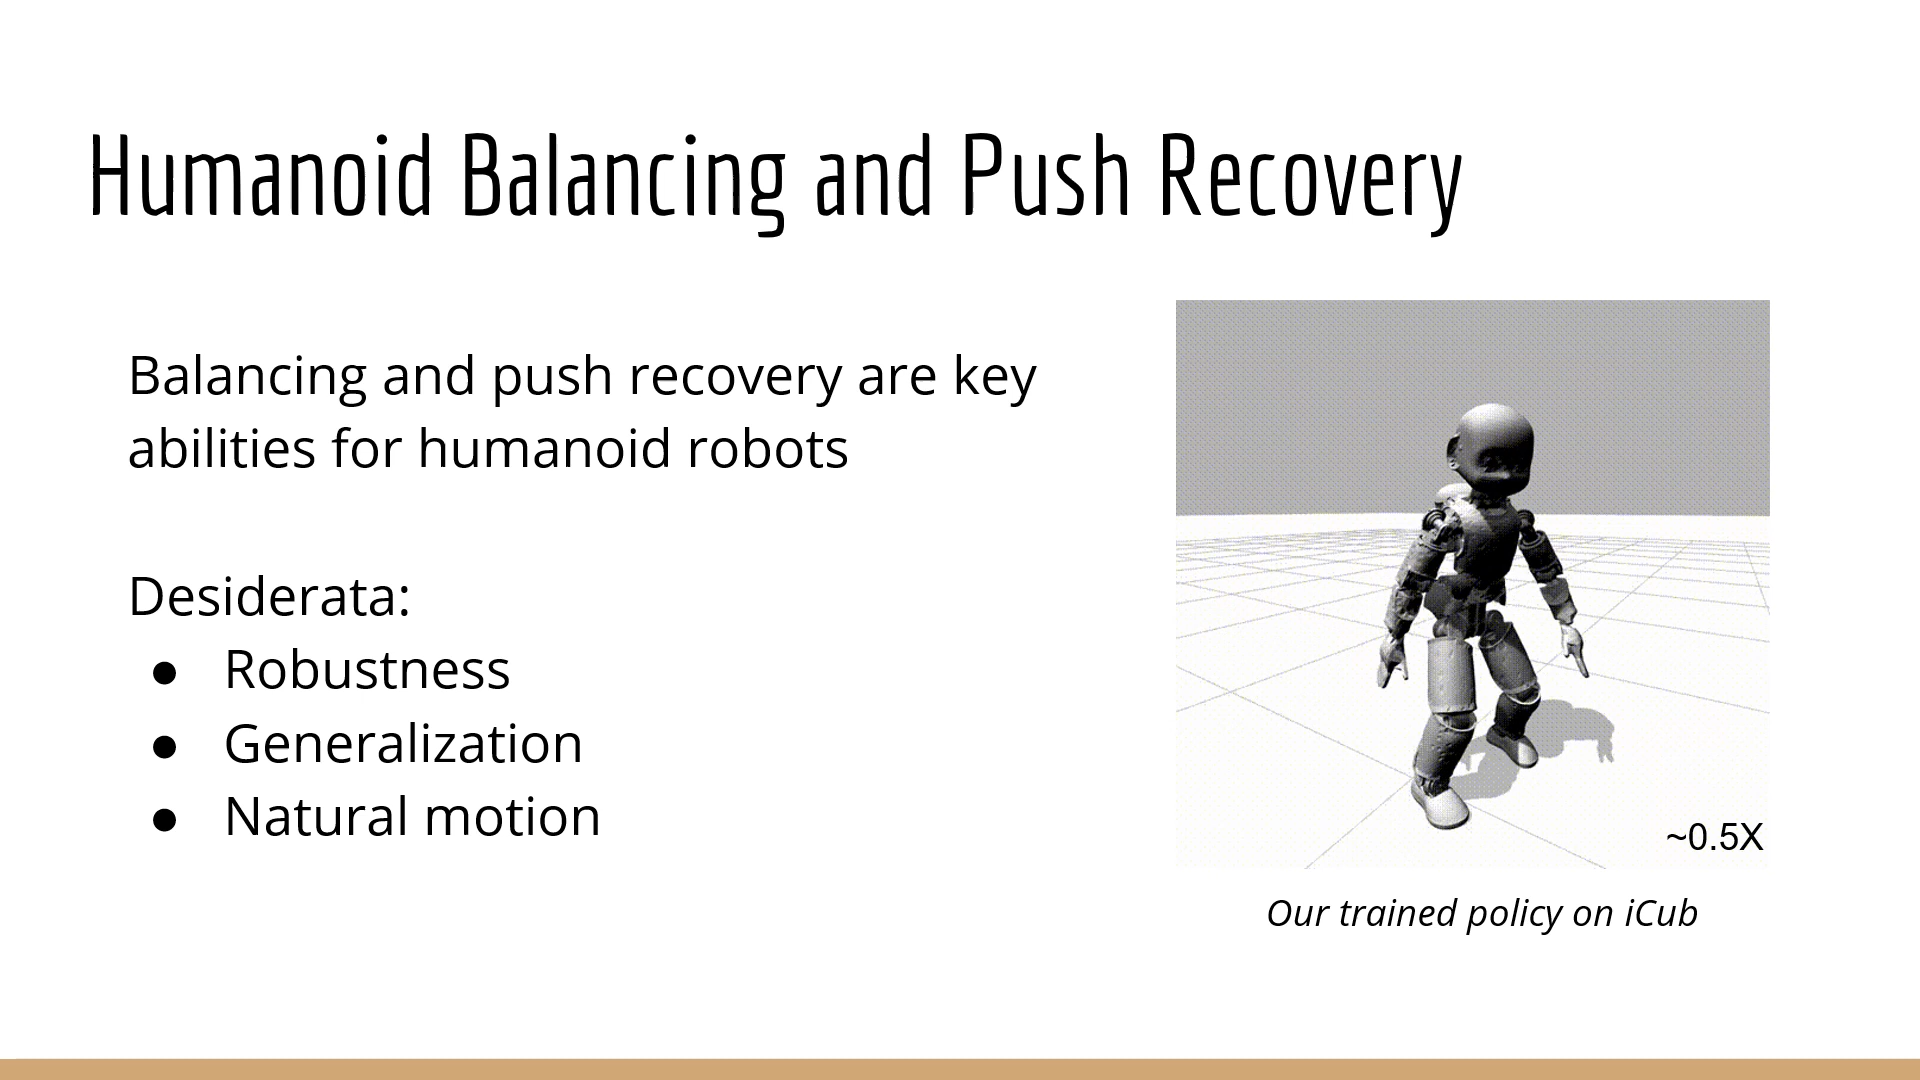 Humanoid Balancing and Push Recovery
Balancing and push recovery are key
abilities for humanoid robots
Desiderata:
● Robustness
● Generalization
● Natural motion
~0.5X
Our trained policy on iCub